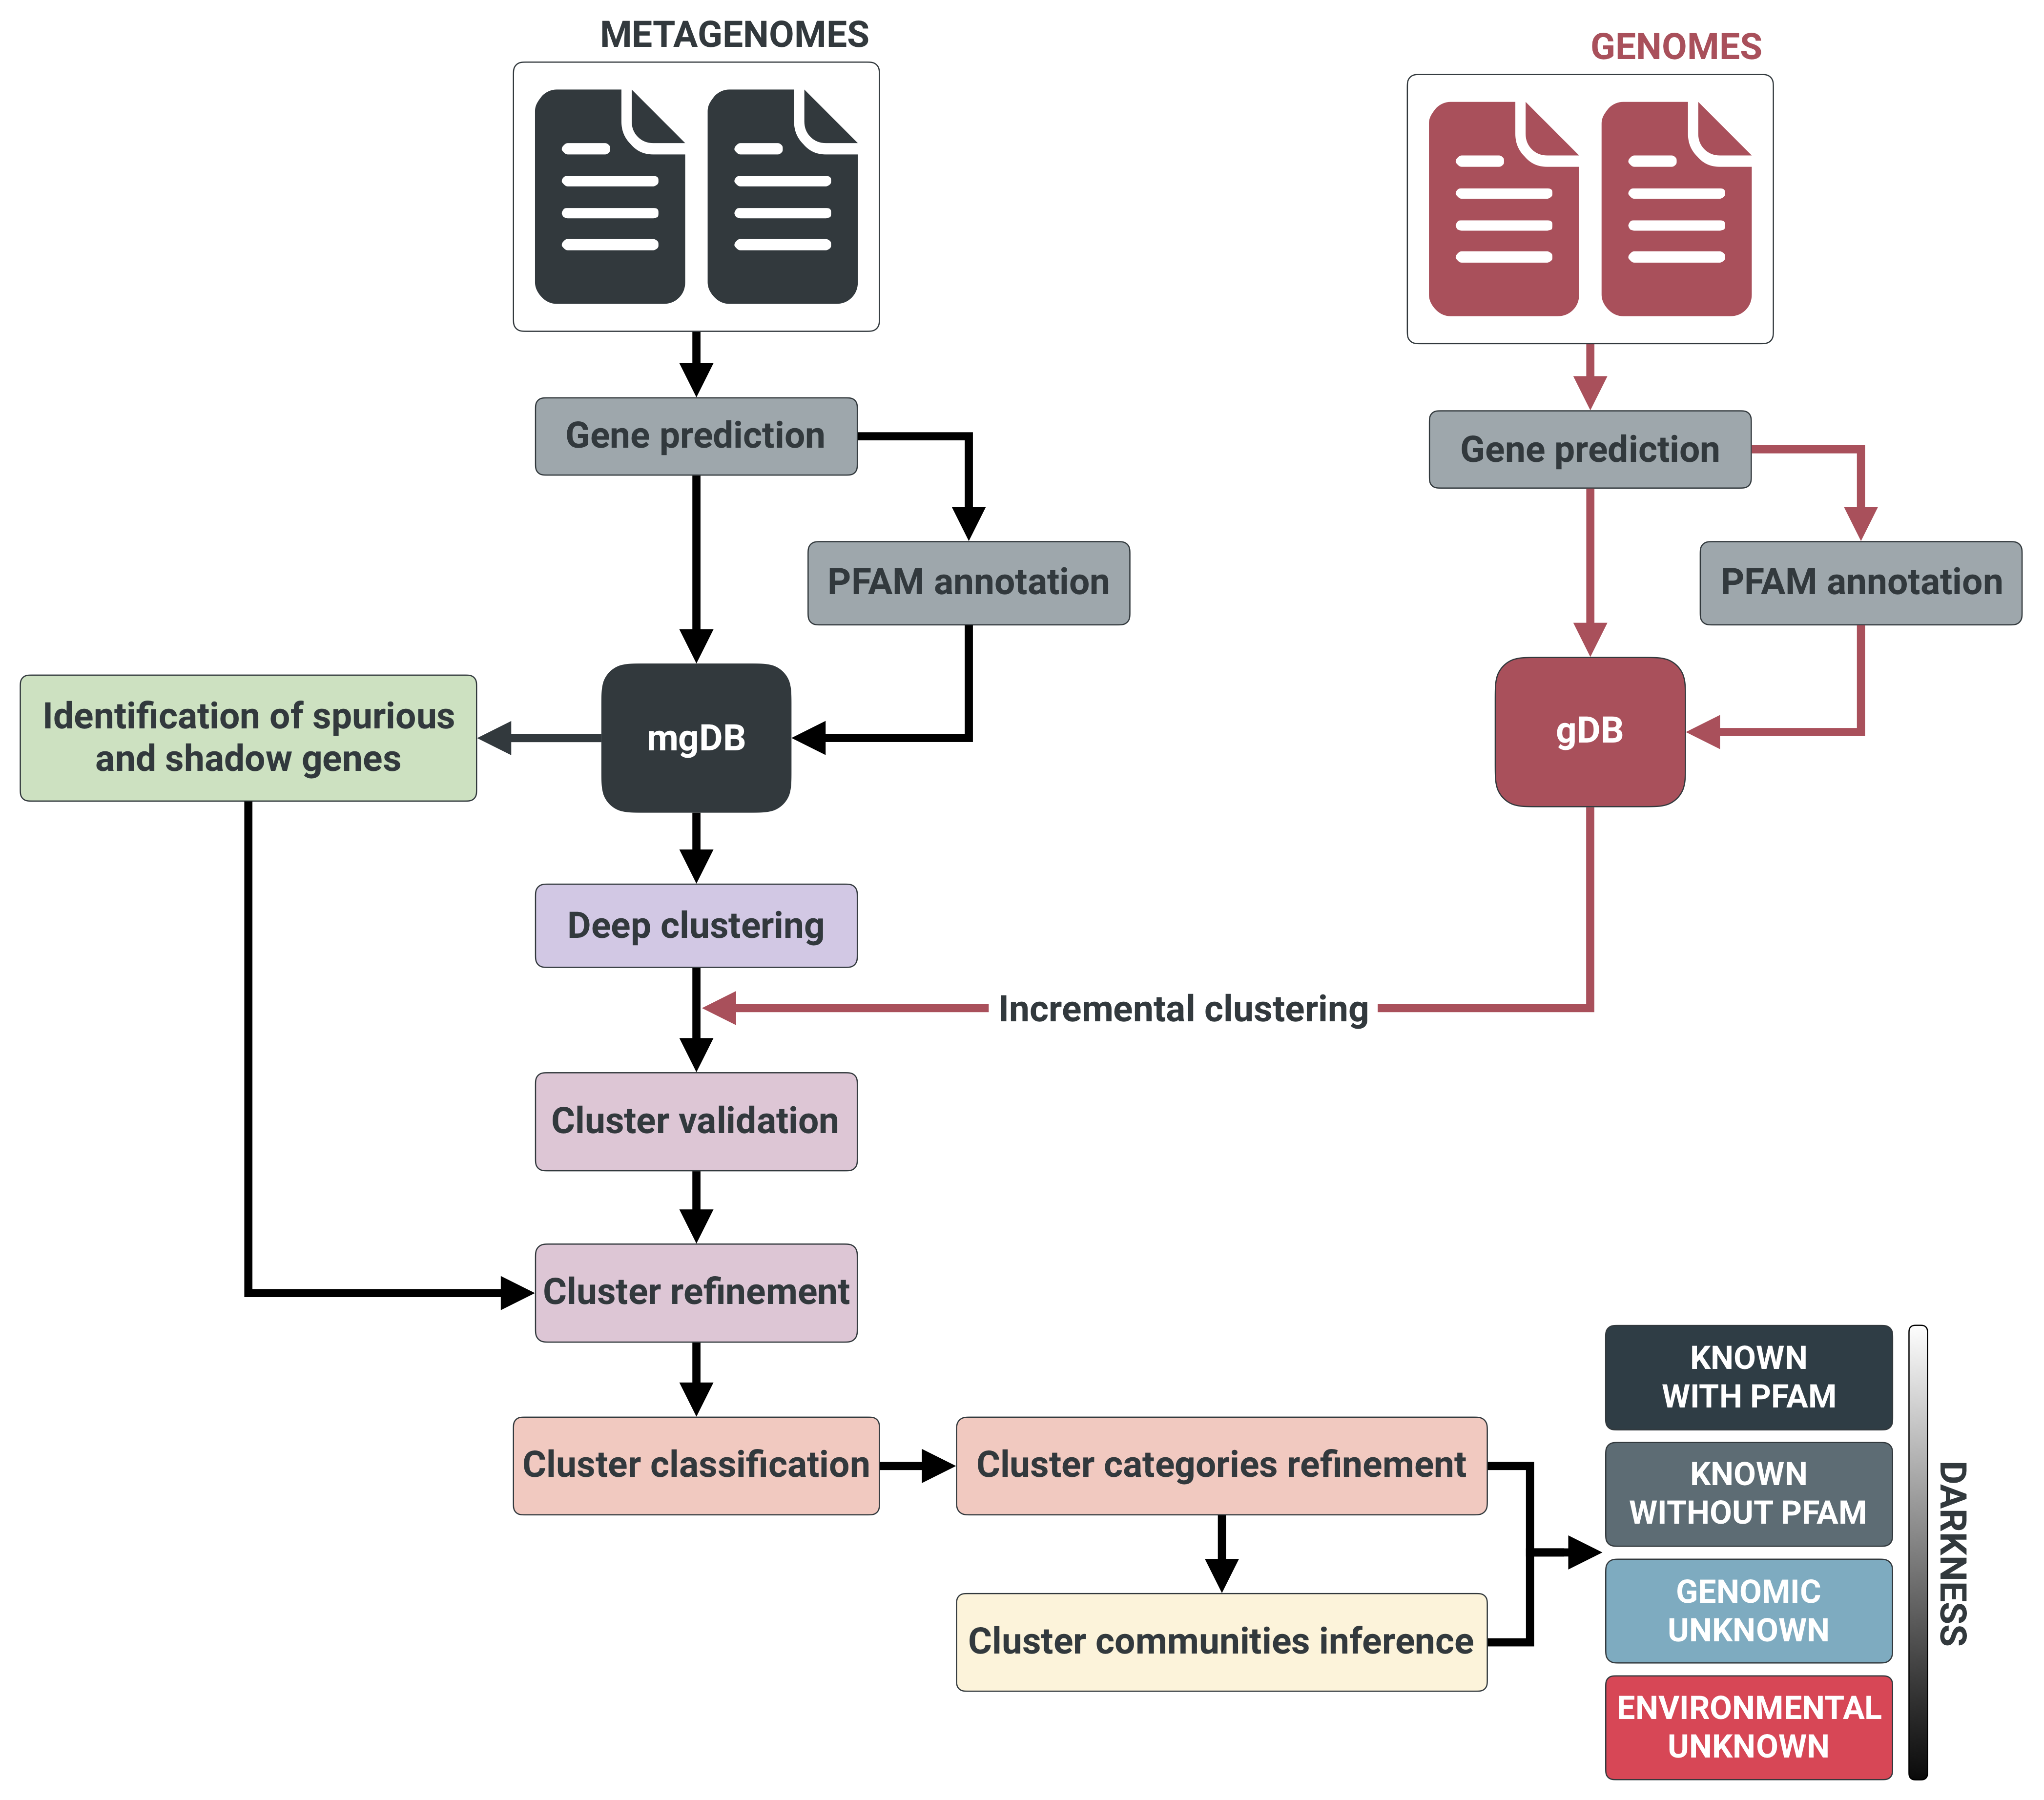 METAGENOMES
GENOMES
Gene prediction
Gene prediction
PFAM annotation
PFAM annotation
Identification of spurious
and shadow genes
mgDB
gDB
Deep clustering
Incremental clustering
Cluster validation
Cluster refinement
Cluster classification
Cluster categories refinement
Cluster communities inference
KNOWN
WITH PFAM
KNOWN
WITHOUT PFAM
GENOMIC
UNKNOWN
ENVIRONMENTAL
UNKNOWN
DARKNESS